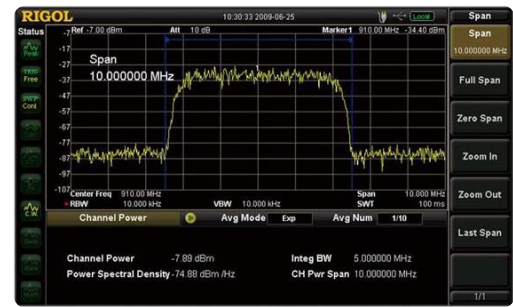 RIGOL 10:30:33 2009-06-25 Local Span
Status Ref -7.00 dBm Att 10 dB Marker1 910.00 MHz -34.40 dBm
Span
10.000000 MHz
Peak
Trig
Free
SWP
Cont
C.W.
-7
-17
-27
-37
-47
-57
-67
-77
-87
-97
-107
Span
10.000000 MHz
Center Freq 910.00 MHz Span 10.000 MHz
RBW 10.000 kHz VBW 10.000 kHz SWT 100 ms
Channel Power Avg Mode Exp Avg Num 1/10
Channel Power -7.89 dBm Integ BW 5.000000 MHz
Power Spectral Density -74.88 dBm /Hz CH Pwr Span 10.000000 MHz
Full Span
Zero Span
Zoom In
Zoom Out
Last Span
1/1